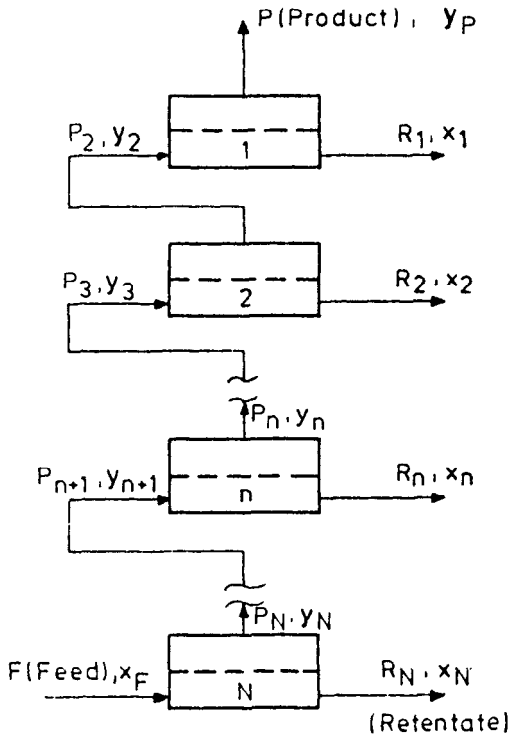 P(Product), yP
P2, y2
R1, x1
1
P3, y3
R2, x2
2
Pn, yn
Pn+1, yn+1
Rn, xn
n
PN, yN
F(Feed), xF
RN, xN
N
(Retentate)